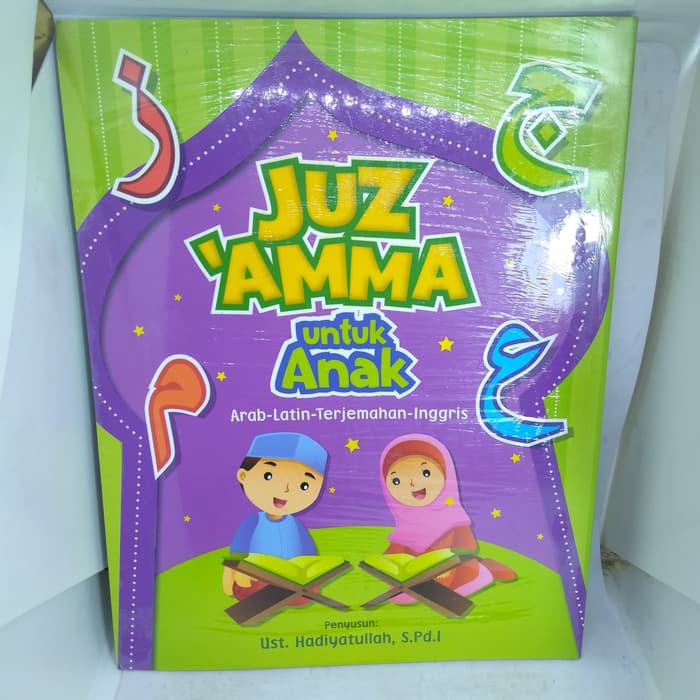 ز
ج
JUZ
'AMMA
untuk
Anak
Arab-Latin-Terjemahan-Inggris
م
ع
Penyusun:
Ust. Hadiyatullah, S.Pd.I